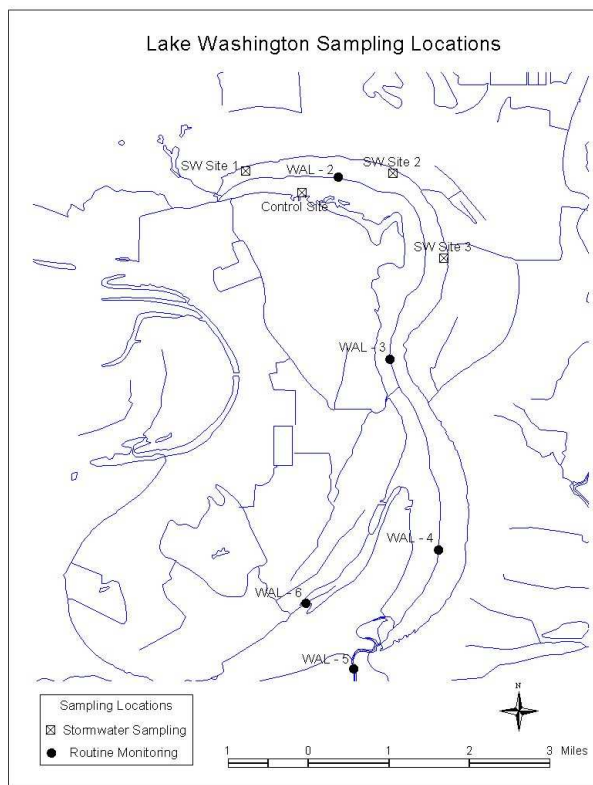 Lake Washington Sampling Locations
SW Site 1
WAL - 2
SW Site 2
Control Site
SW Site 3
WAL - 3
WAL - 4
WAL - 6
WAL - 5
Sampling Locations
Stormwater Sampling
Routine Monitoring
N
1 0 1 2 3 Miles